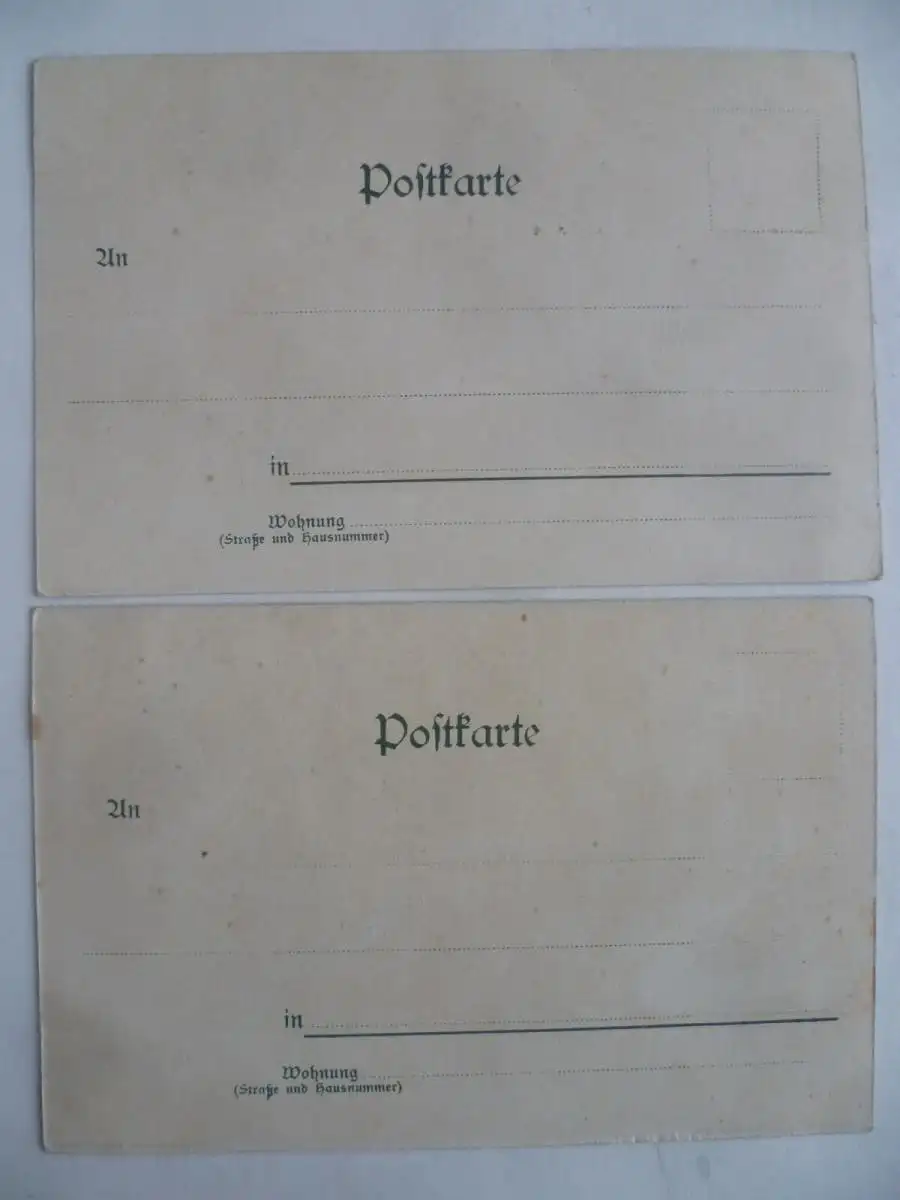 Poſtkarte
An
in
Wohnung
(Straße und Hausnummer)
Poſtkarte
An
in
Wohnung
(Straße und Hausnummer)